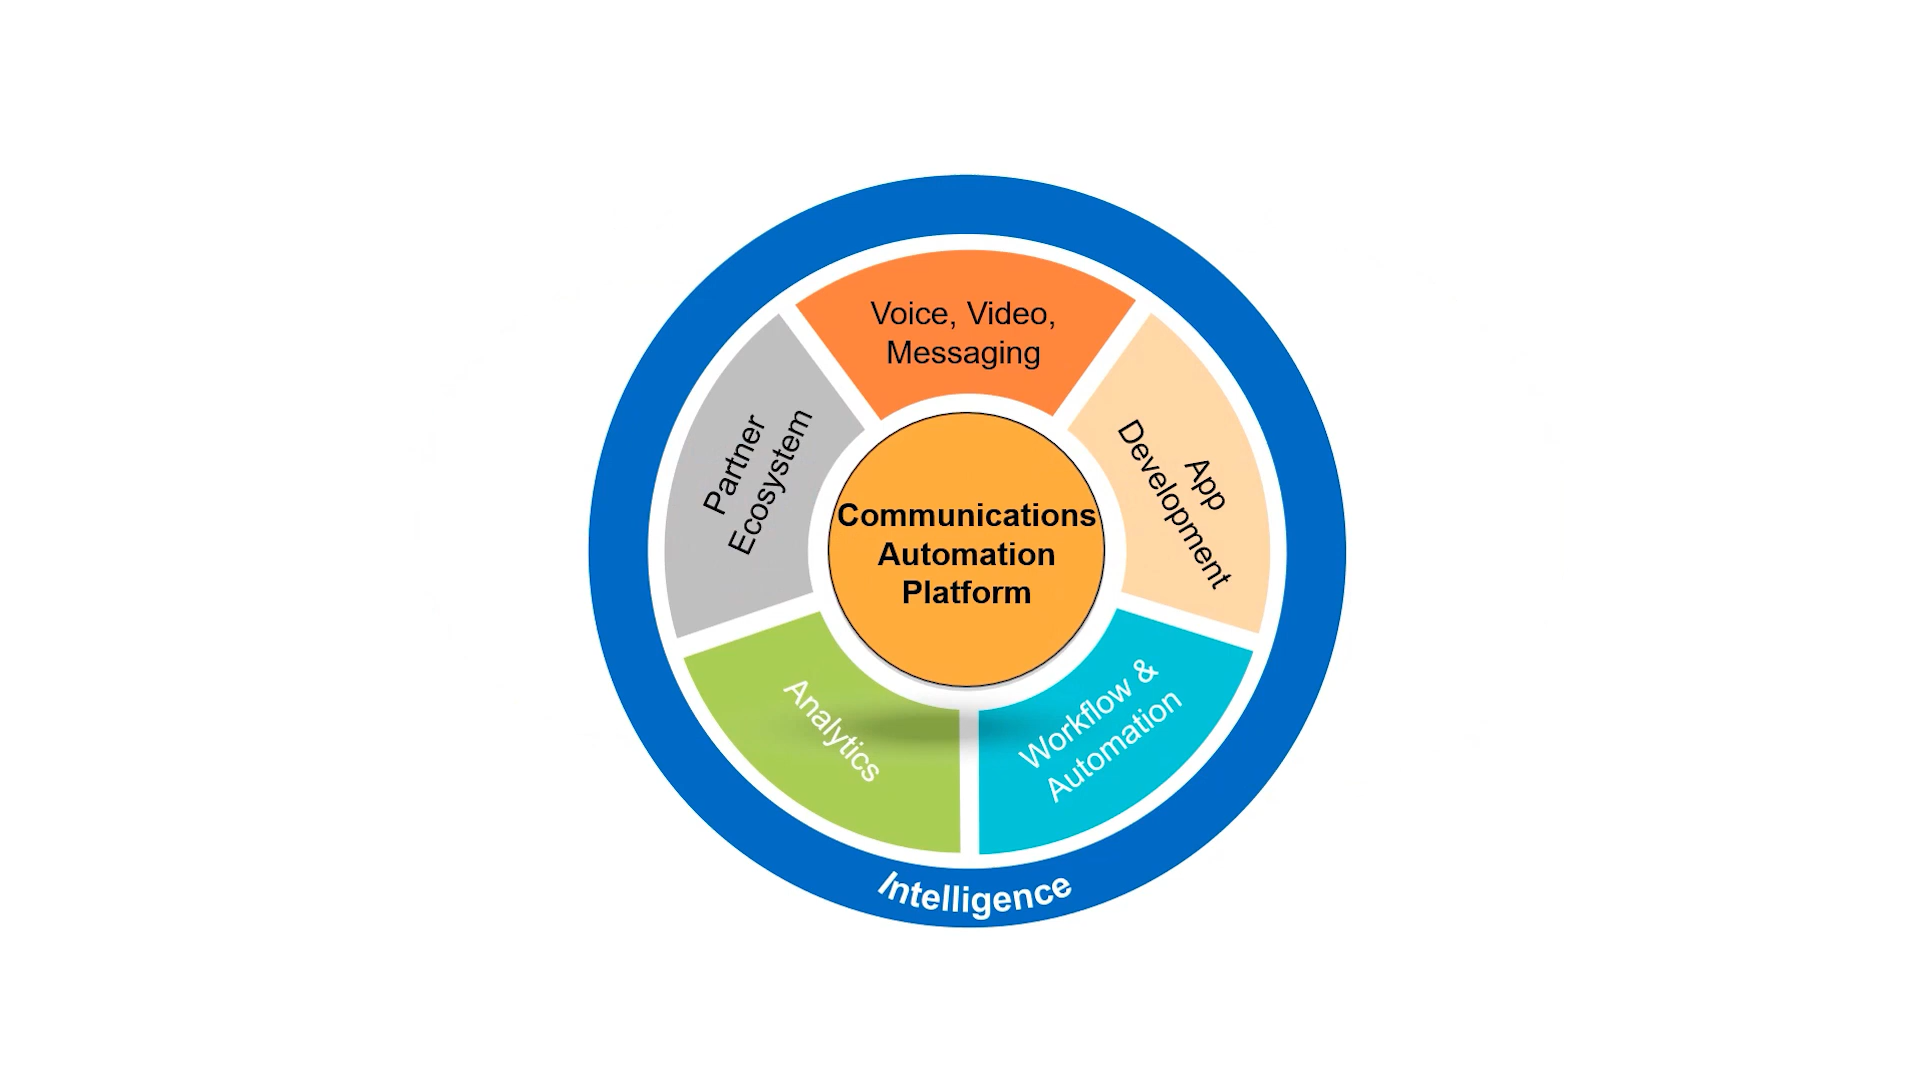 Voice, Video,
Messaging
Partner
Ecosystem
App
Development
Communications
Automation
Platform
Analytics
Workflow &
Automation
Intelligence